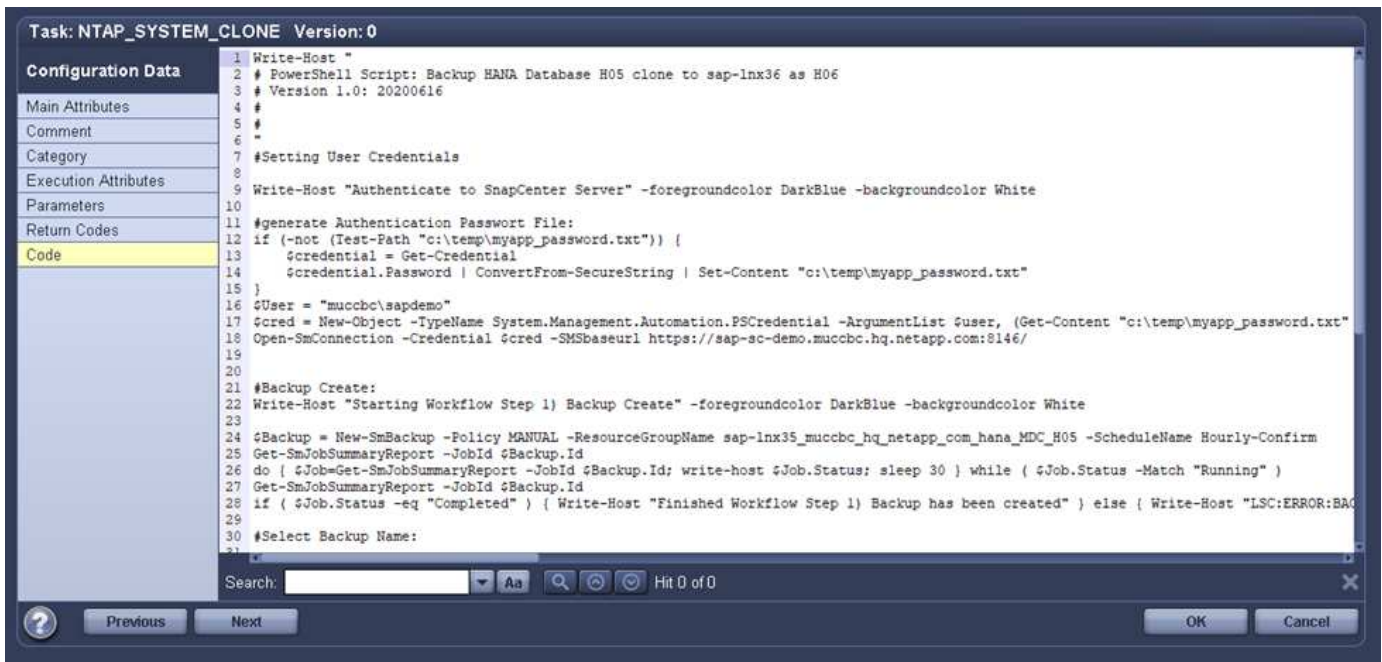 Task: NTAP_SYSTEM_CLONE Version: 0
Configuration Data
Main Attributes
Comment
Category
Execution Attributes
Parameters
Return Codes
Code
1 Write-Host "
2 # PowerShell Script: Backup HANA Database H05 clone to sap-lnx36 as H06
3 # Version 1.0: 20200616
4 #
5 #
6 "
7 #Setting User Credentials
8
9 Write-Host "Authenticate to SnapCenter Server" -foregroundcolor DarkBlue -backgroundcolor White
10
11 #generate Authentication Passwort File:
12 if (-not (Test-Path "c:\temp\myapp_password.txt")) {
13 $credential = Get-Credential
14 $credential.Password | ConvertFrom-SecureString | Set-Content "c:\temp\myapp_password.txt"
15 }
16 $User = "muccbc\sapdemo"
17 $cred = New-Object -TypeName System.Management.Automation.PSCredential -ArgumentList $user, (Get-Content "c:\temp\myapp_password.txt"
18 Open-SmConnection -Credential $cred -SMSbaseurl https://sap-sc-demo.muccbc.hq.netapp.com:8146/
19
20
21 #Backup Create:
22 Write-Host "Starting Workflow Step 1) Backup Create" -foregroundcolor DarkBlue -backgroundcolor White
23
24 $Backup = New-SmBackup -Policy MANUAL -ResourceGroupName sap-lnx35_muccbc_hq_netapp_com_hana_MDC_H05 -ScheduleName Hourly-Confirm
25 Get-SmJobSummaryReport -JobId $Backup.Id
26 do { $Job=Get-SmJobSummaryReport -JobId $Backup.Id; write-host $Job.Status; sleep 30 } while ( $Job.Status -Match "Running" )
27 Get-SmJobSummaryReport -JobId $Backup.Id
28 if ( $Job.Status -eq "Completed" ) { Write-Host "Finished Workflow Step 1) Backup has been created" } else { Write-Host "LSC:ERROR:BAC
29
30 #Select Backup Name:
31
Search: Aa Hit 0 of 0
? Previous Next OK Cancel